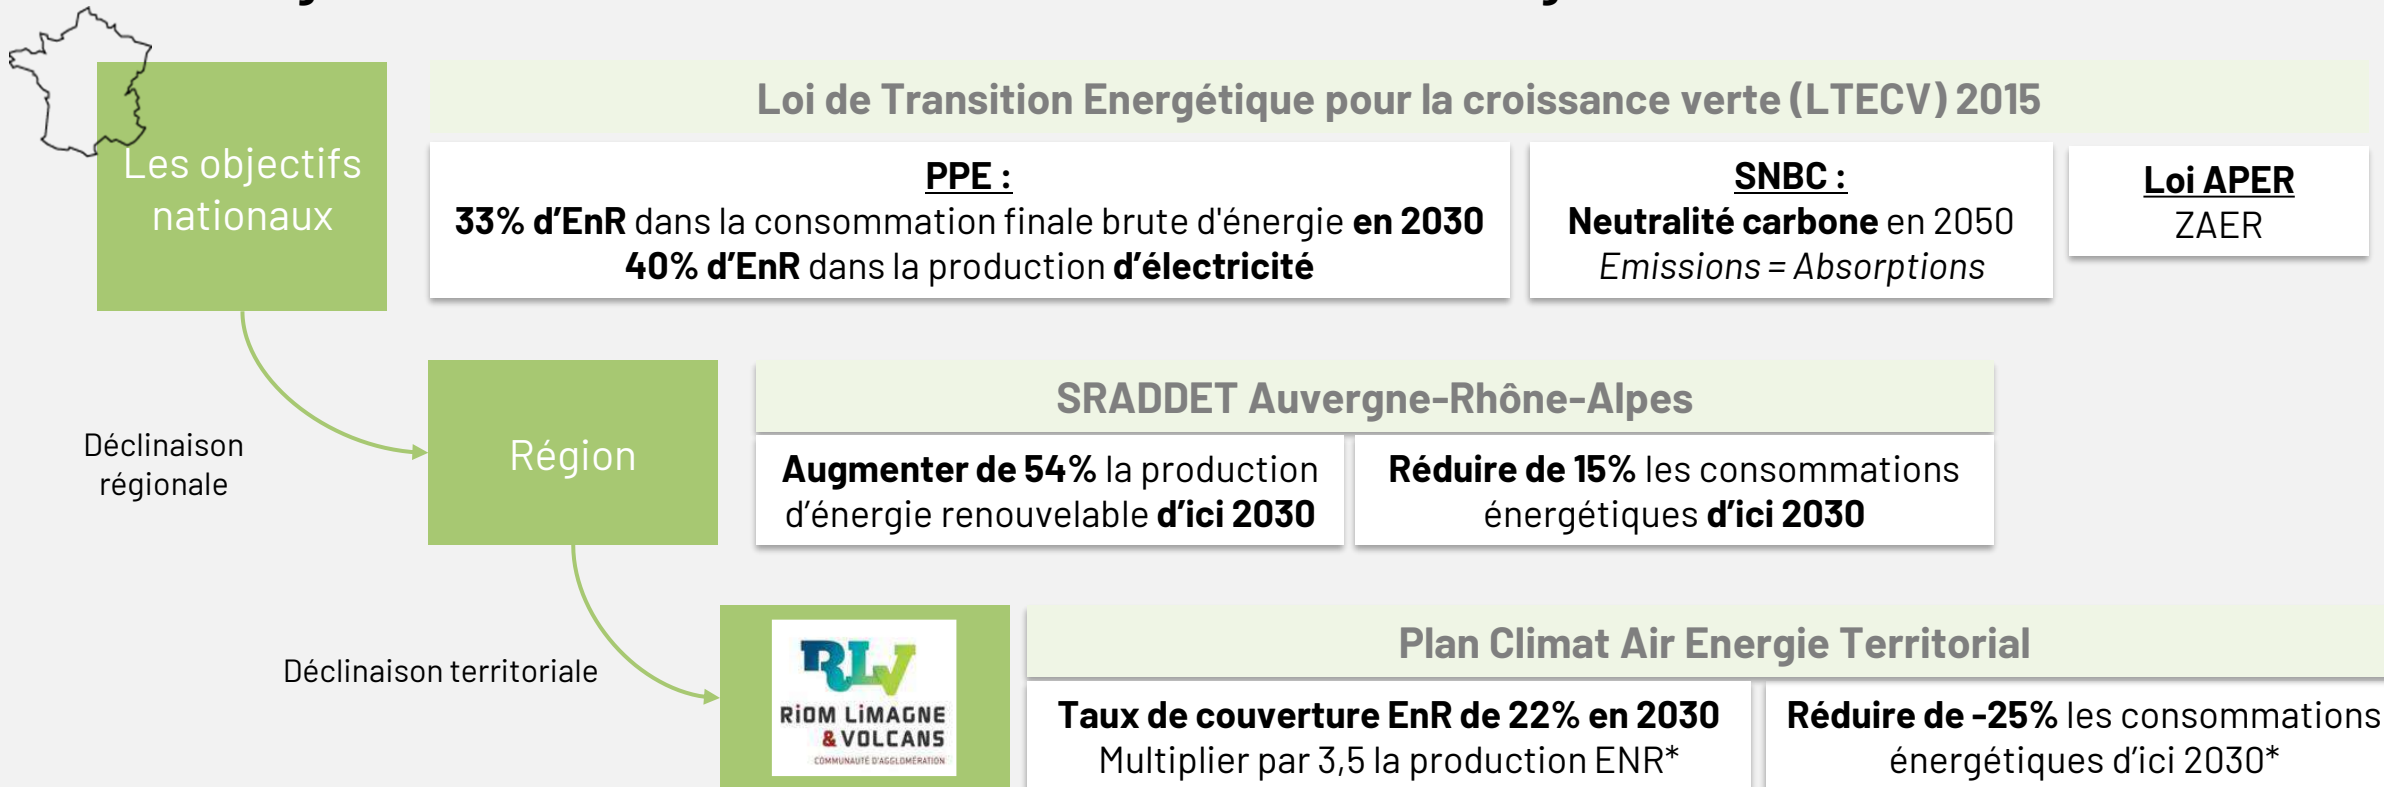 Les objectifs
nationaux
Loi de Transition Energétique pour la croissance verte (LTECV) 2015
PPE :
33% d’EnR dans la consommation finale brute d'énergie en 2030
40% d’EnR dans la production d’électricité
SNBC :
Neutralité carbone en 2050
Emissions = Absorptions
Loi APER
ZAER
Déclinaison
régionale
Région
SRADDET Auvergne-Rhône-Alpes
Augmenter de 54% la production
d’énergie renouvelable d’ici 2030
Réduire de 15% les consommations
énergétiques d’ici 2030
Déclinaison territoriale
RLV
RiOM LiMAGNE
& VOLCANS
COMMUNAUTÉ D'AGGLOMÉRATION
Plan Climat Air Energie Territorial
Taux de couverture EnR de 22% en 2030
Multiplier par 3,5 la production ENR*
Réduire de -25% les consommations
énergétiques d’ici 2030*